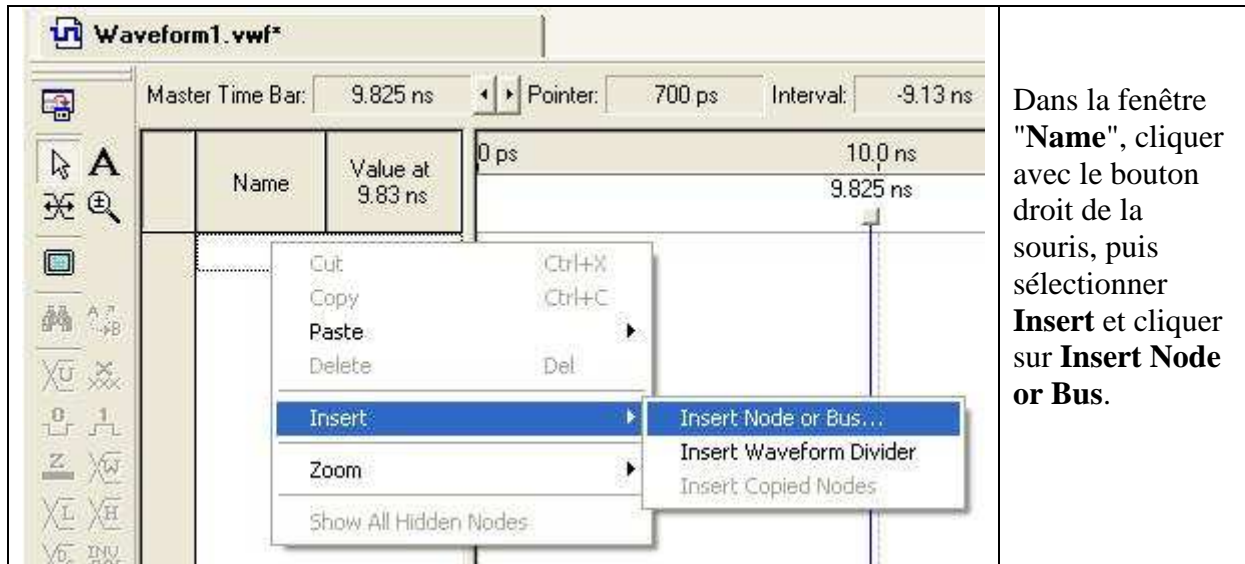 Waveform1.vwf*
Master Time Bar: 9.825 ns Pointer: 700 ps Interval: -9.13 ns
A
Name
Value at
9.83 ns
0 ps
10.0 ns
9.825 ns
Cut Ctrl+X
Copy Ctrl+C
Paste
Delete Del
Insert
Insert Node or Bus...
Insert Waveform Divider
Insert Copied Nodes
Zoom
Show All Hidden Nodes
Dans la fenêtre
"Name", cliquer
avec le bouton
droit de la
souris, puis
sélectionner
Insert et cliquer
sur Insert Node
or Bus.